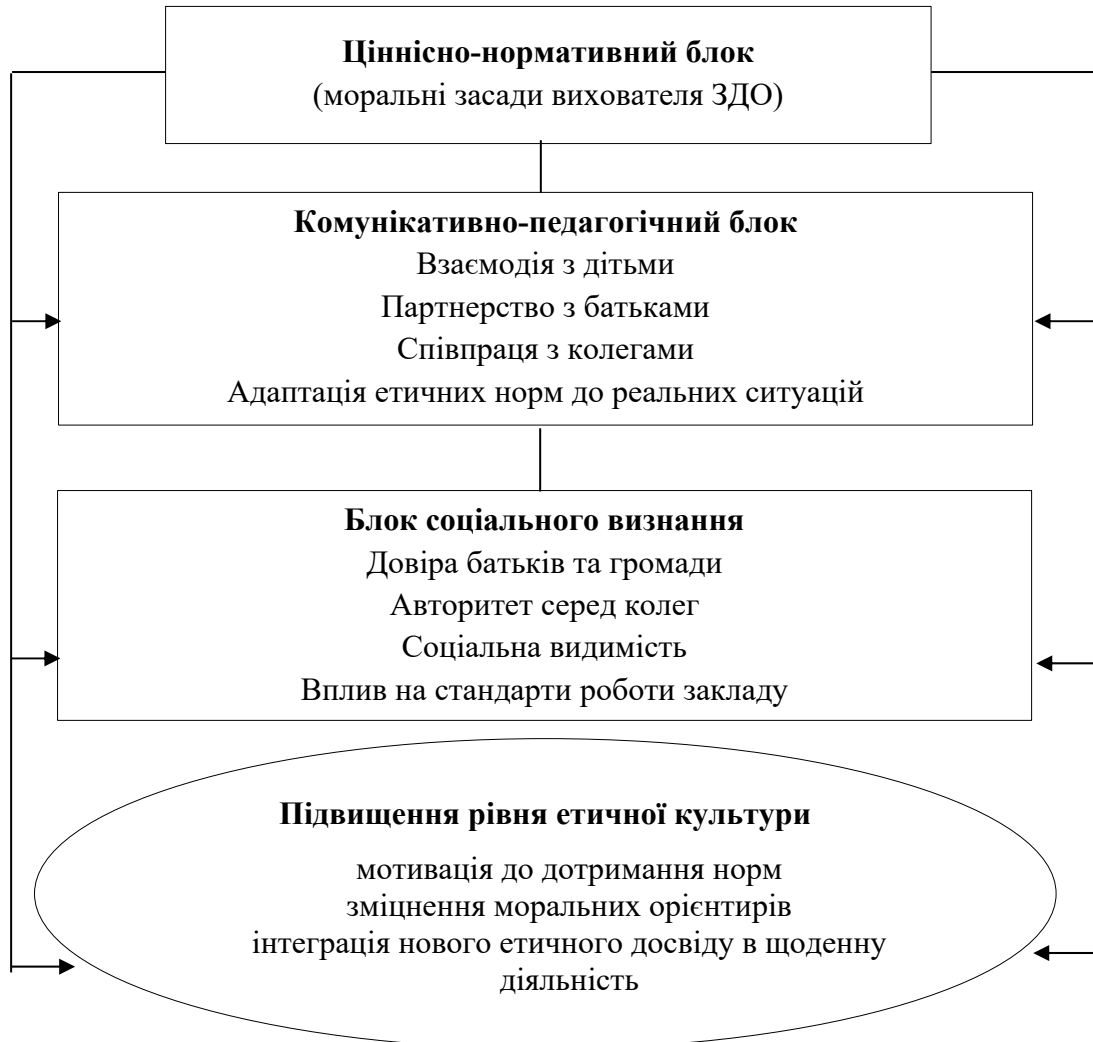 Ціннісно-нормативний блок
(моральні засади вихователя ЗДО)
Комунікативно-педагогічний блок
Взаємодія з дітьми
Партнерство з батьками
Співпраця з колегами
Адаптація етичних норм до реальних ситуацій
Блок соціального визнання
Довіра батьків та громади
Авторитет серед колег
Соціальна видимість
Вплив на стандарти роботи закладу
Підвищення рівня етичної культури
мотивація до дотримання норм
зміцнення моральних орієнтирів
інтеграція нового етичного досвіду в щоденну
діяльність